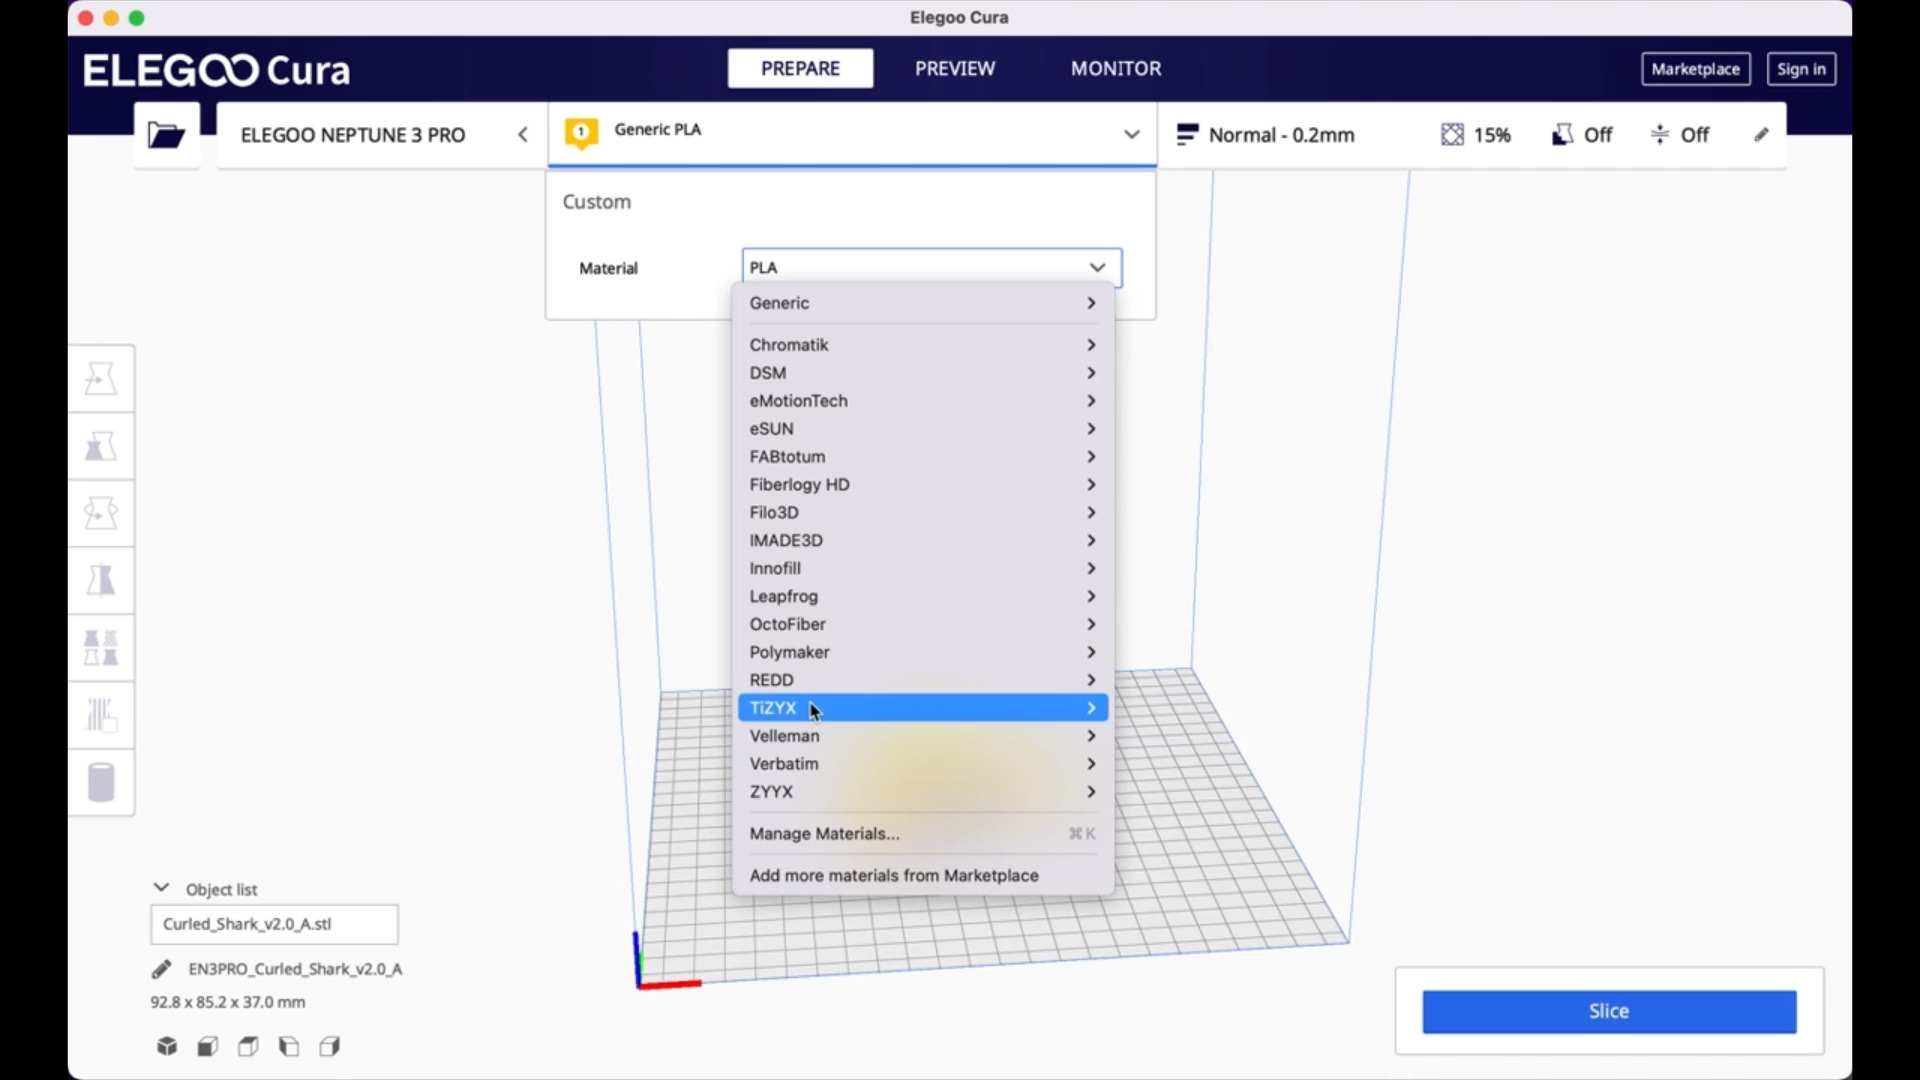 Elegoo Cura
ELEGOO Cura
PREPARE
PREVIEW
MONITOR
Marketplace
Sign in
ELEGOO NEPTUNE 3 PRO
1
Generic PLA
Normal - 0.2mm
15%
Off
Off
Custom
Material
PLA
Generic
Chromatik
DSM
eMotionTech
eSUN
FABtotum
Fiberlogy HD
Filo3D
IMADE3D
Innofill
Leapfrog
OctoFiber
Polymaker
REDD
TiZYX
Velleman
Verbatim
ZYYX
Manage Materials... ⌘K
Add more materials from Marketplace
Object list
Curled_Shark_v2.0_A.stl
EN3PRO_Curled_Shark_v2.0_A
92.8 x 85.2 x 37.0 mm
Slice